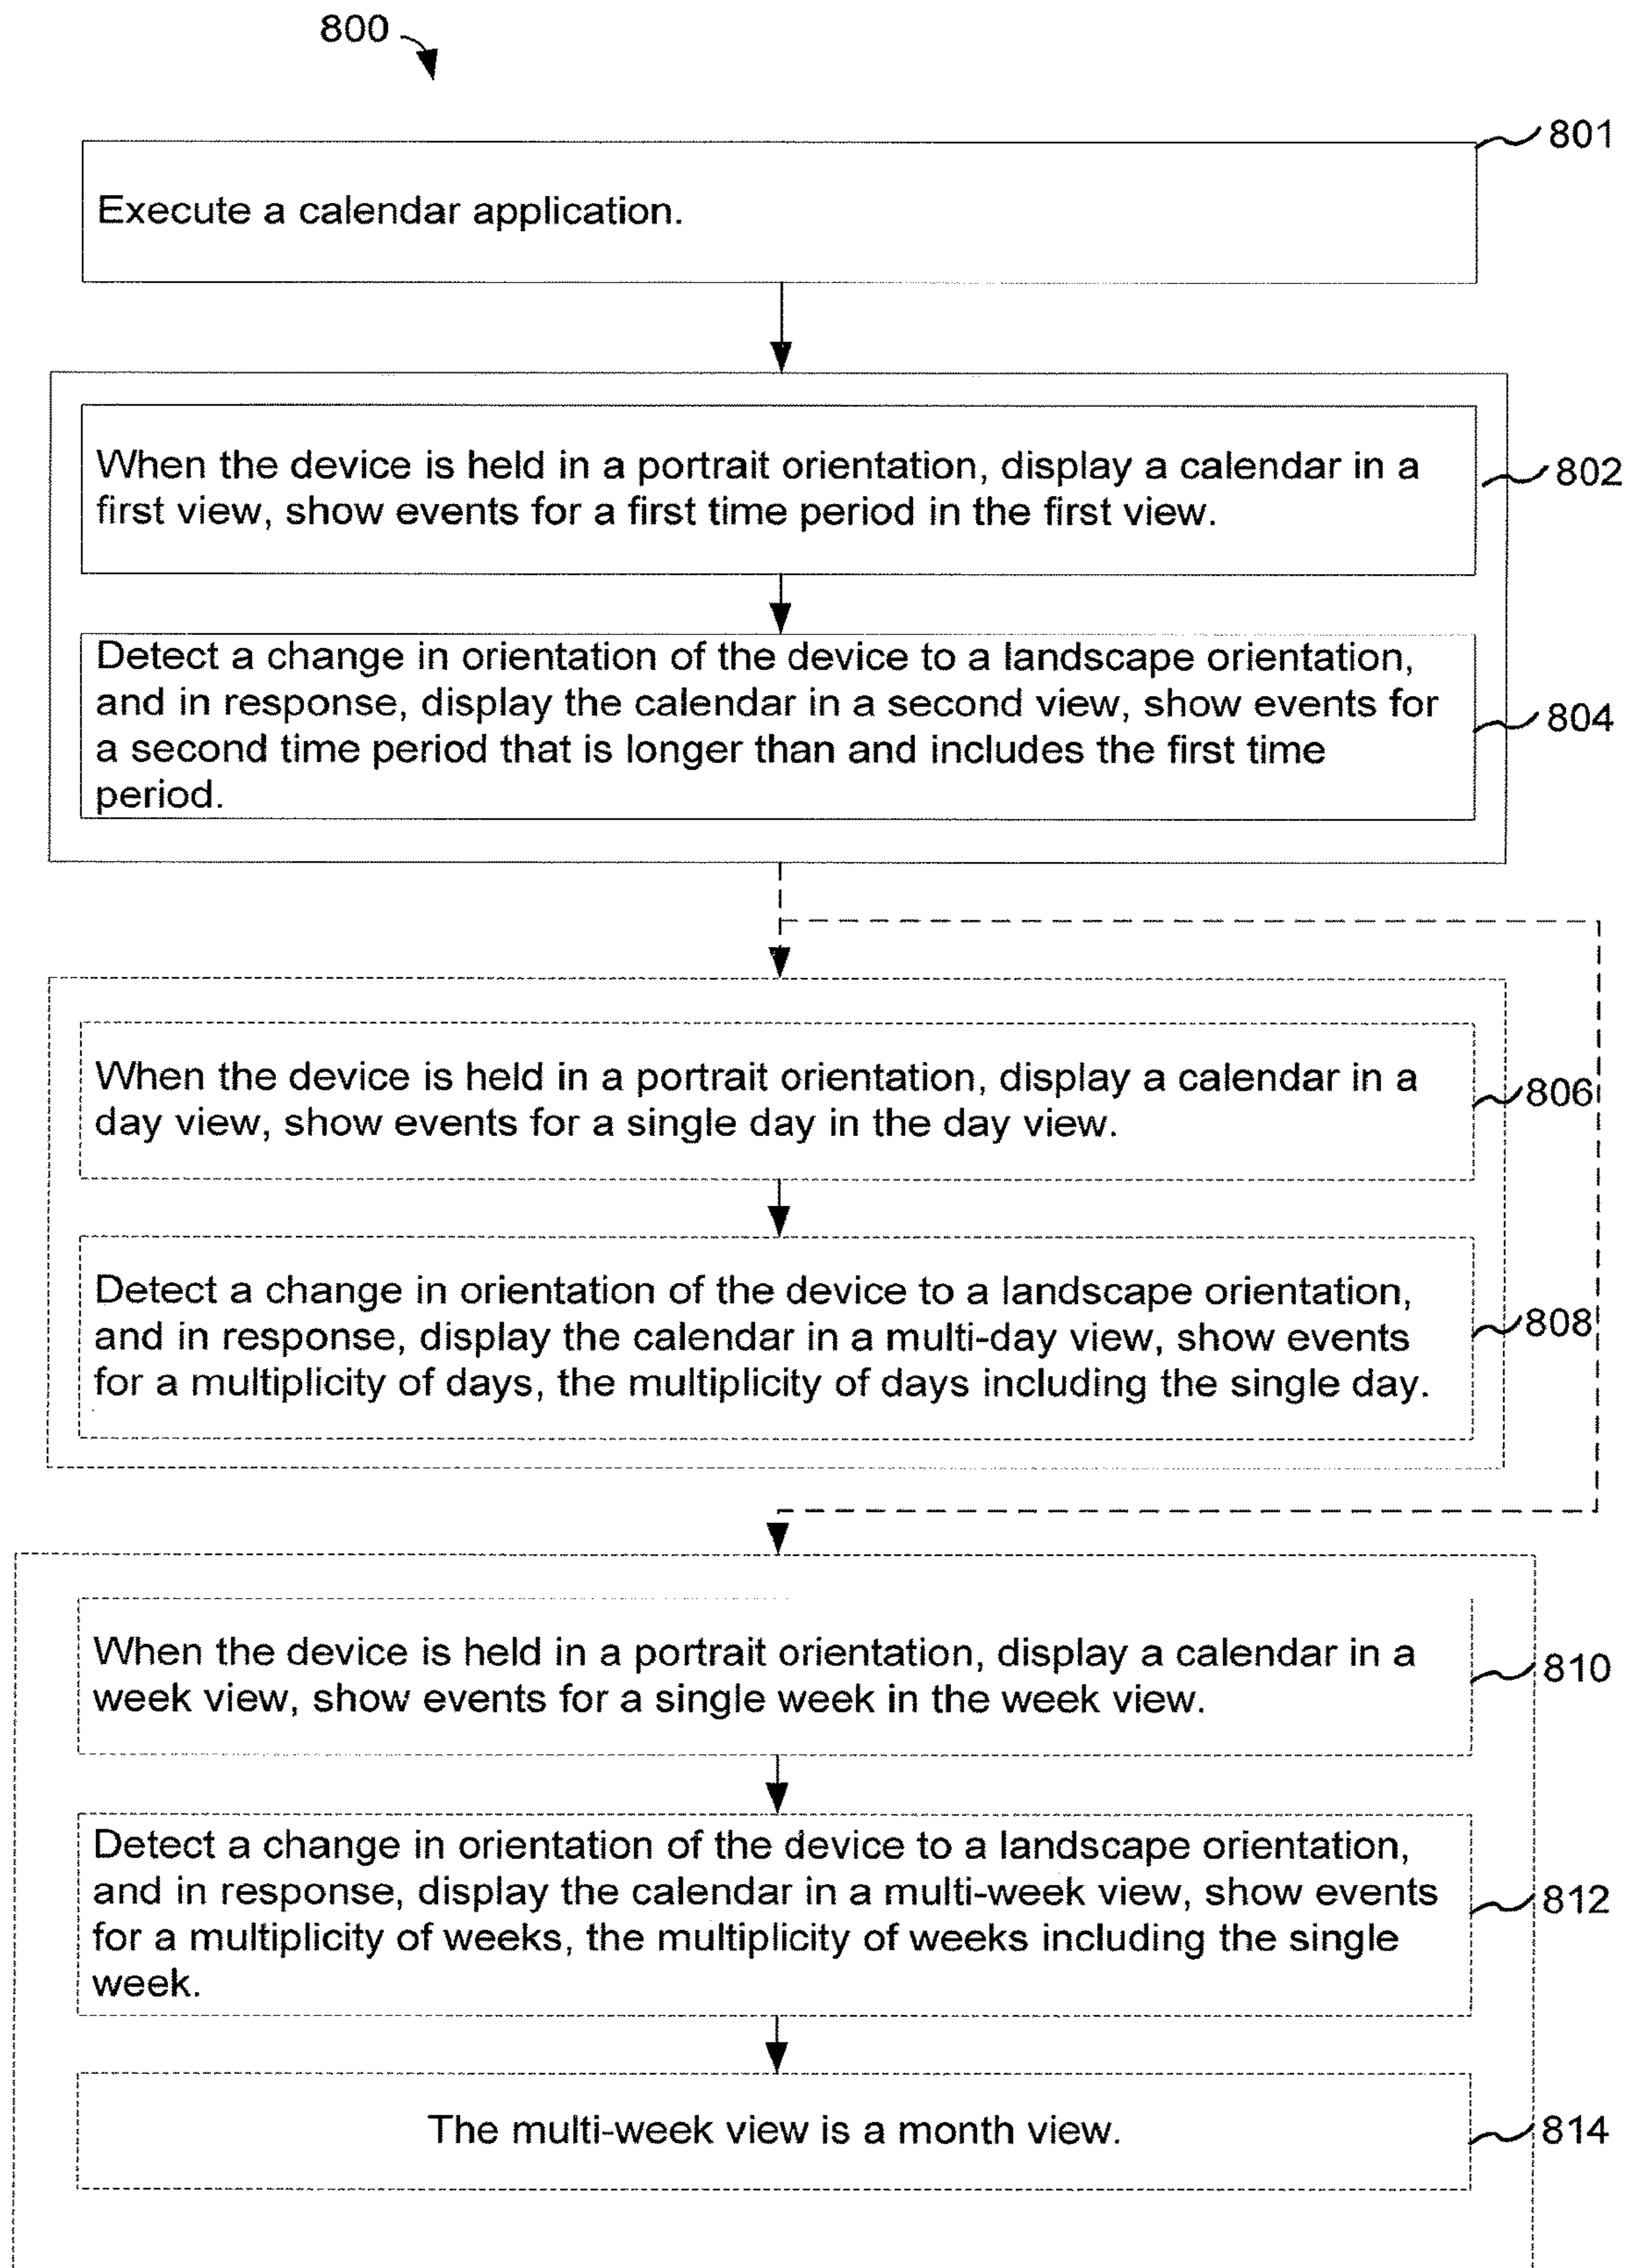 800
801
Execute a calendar application.
When the device is held in a portrait orientation, display a calendar in a
first view, show events for a first time period in the first view.
802
Detect a change in orientation of the device to a landscape orientation,
and in response, display the calendar in a second view, show events for
a second time period that is longer than and includes the first time
period.
804
When the device is held in a portrait orientation, display a calendar in a
day view, show events for a single day in the day view.
806
Detect a change in orientation of the device to a landscape orientation,
and in response, display the calendar in a multi-day view, show events
for a multiplicity of days, the multiplicity of days including the single day.
808
When the device is held in a portrait orientation, display a calendar in a
week view, show events for a single week in the week view.
810
Detect a change in orientation of the device to a landscape orientation,
and in response, display the calendar in a multi-week view, show events
for a multiplicity of weeks, the multiplicity of weeks including the single
week.
812
The multi-week view is a month view.
814